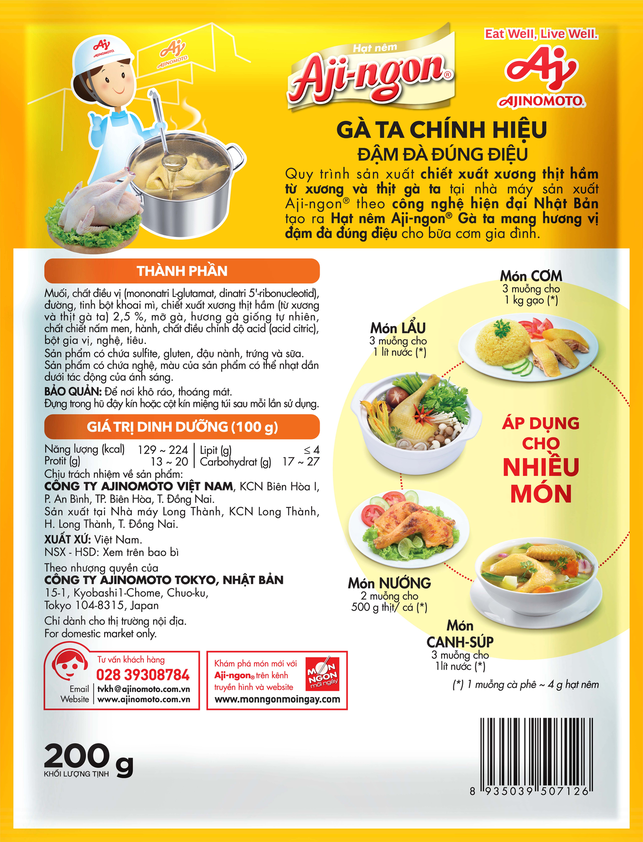 Eat Well, Live Well.
Aj
AJINOMOTO
Aj
AJINOMOTO
Hạt nêm
Aji-ngon®
Aj
AJINOMOTO®
GÀ TA CHÍNH HIỆU
ĐẬM ĐÀ ĐÚNG ĐIỆU
Quy trình sản xuất chiết xuất xương thịt hầm
từ xương và thịt gà ta tại nhà máy sản xuất
Aji-ngon® theo công nghệ hiện đại Nhật Bản
tạo ra Hạt nêm Aji-ngon® Gà ta mang hương vị
đậm đà đúng điệu cho bữa cơm gia đình.
THÀNH PHẦN
Muối, chất điều vị (mononatri L-glutamat, dinatri 5'-ribonucleotid),
đường, tinh bột khoai mì, chiết xuất xương thịt hầm (từ xương
và thịt gà ta) 2,5 %, mỡ gà, hương gà giống tự nhiên,
chất chiết nấm men, hành, chất điều chỉnh độ acid (acid citric),
bột gia vị, nghệ, tiêu.
Sản phẩm có chứa sulfite, gluten, đậu nành, trứng và sữa.
Sản phẩm có chứa nghệ, màu của sản phẩm có thể nhạt dần
dưới tác động của ánh sáng.
BẢO QUẢN: Để nơi khô ráo, thoáng mát.
Đựng trong hũ đậy kín hoặc cột kín miệng túi sau mỗi lần sử dụng.
GIÁ TRỊ DINH DƯỠNG (100 g)
Năng lượng (kcal) 129 ~ 224 Lipit (g) ≤ 4
Protit (g) 13 ~ 20 Carbohydrat (g) 17 ~ 27
Chịu trách nhiệm về sản phẩm:
CÔNG TY AJINOMOTO VIỆT NAM, KCN Biên Hòa I,
P. An Bình, TP. Biên Hòa, T. Đồng Nai.
Sản xuất tại Nhà máy Long Thành, KCN Long Thành,
H. Long Thành, T. Đồng Nai.
XUẤT XỨ: Việt Nam.
NSX - HSD: Xem trên bao bì
Theo nhượng quyền của
CÔNG TY AJINOMOTO TOKYO, NHẬT BẢN
15-1, Kyobashi1-Chome, Chuo-ku,
Tokyo 104-8315, Japan
Chỉ dành cho thị trường nội địa.
For domestic market only.
Tư vấn khách hàng
028 39308784
Email tvkh@ajinomoto.com.vn
Website www.ajinomoto.com.vn
Khám phá món mới với
Aji-ngon® trên kênh
truyền hình và website
MÓN
NGON
mỗi ngày
www.monngonmoingay.com
200 g
KHỐI LƯỢNG TỊNH
Món CƠM
3 muỗng cho
1 kg gạo (*)
Món LẨU
3 muỗng cho
1 lít nước (*)
ÁP DỤNG
CHO
NHIỀU
MÓN
Món NƯỚNG
2 muỗng cho
500 g thịt/ cá (*)
Món
CANH-SÚP
3 muỗng cho
1lít nước (*)
(*) 1 muỗng cà phê ~ 4 g hạt nêm
8 935039 507126